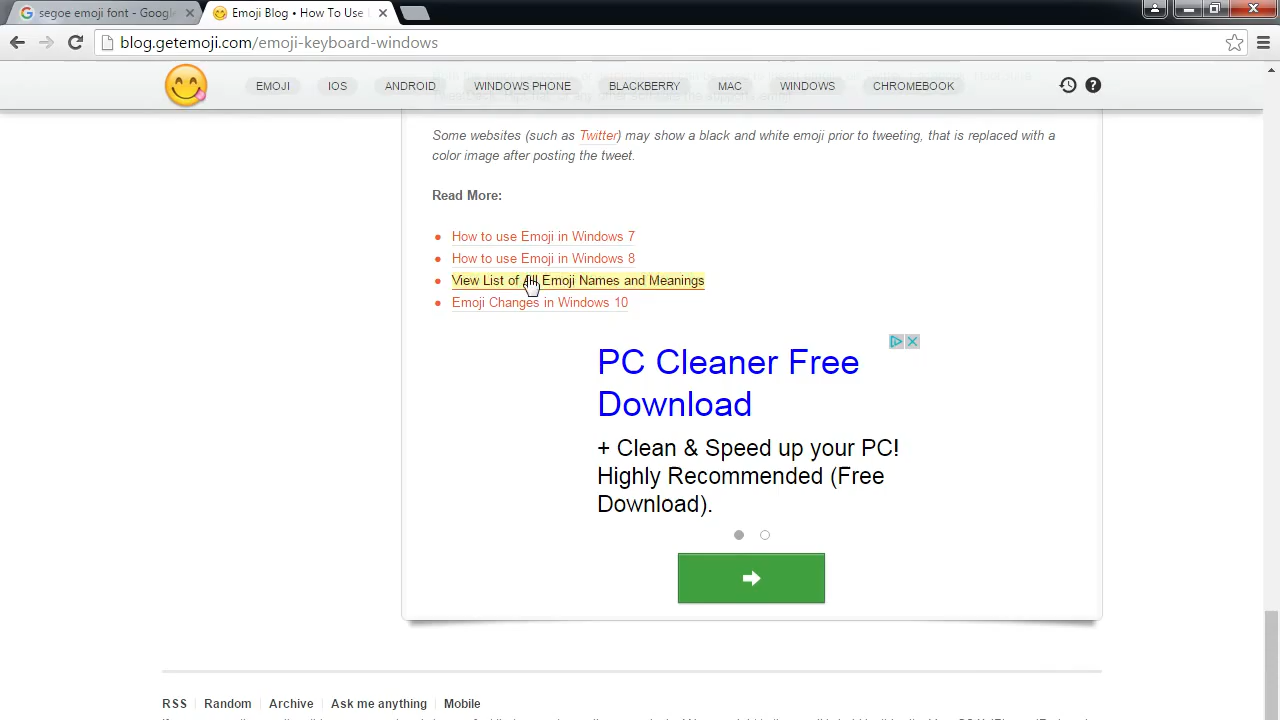 segoe emoji font - Google
Emoji Blog • How To Use
blog.getemoji.com/emoji-keyboard-windows
EMOJI
IOS
ANDROID
WINDOWS PHONE
BLACKBERRY
MAC
WINDOWS
CHROMEBOOK
Some websites (such as Twitter) may show a black and white emoji prior to tweeting, that is replaced with a
color image after posting the tweet.
Read More:
How to use Emoji in Windows 7
How to use Emoji in Windows 8
View List of All Emoji Names and Meanings
Emoji Changes in Windows 10
PC Cleaner Free
Download
+ Clean & Speed up your PC!
Highly Recommended (Free
Download).
RSS
Random
Archive
Ask me anything
Mobile